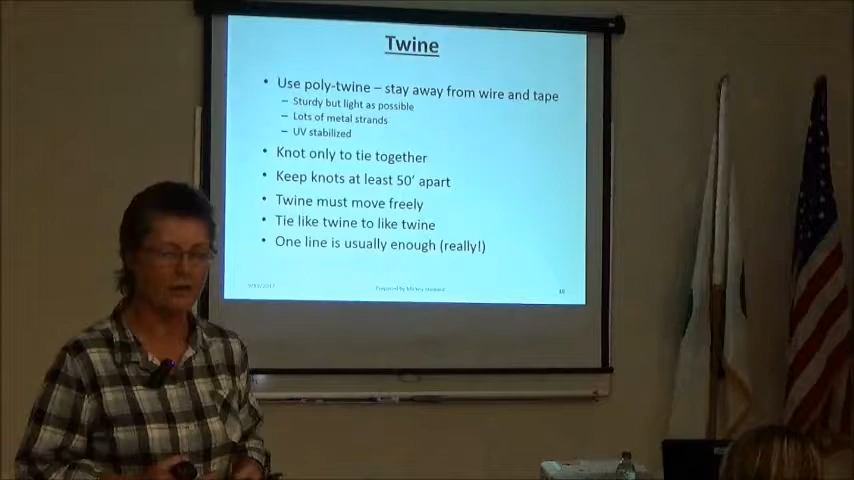 Twine
• Use poly-twine – stay away from wire and tape
– Sturdy but light as possible
– Lots of metal strands
– UV stabilized
• Knot only to tie together
• Keep knots at least 50' apart
• Twine must move freely
• Tie like twine to like twine
• One line is usually enough (really!)
Prepared by